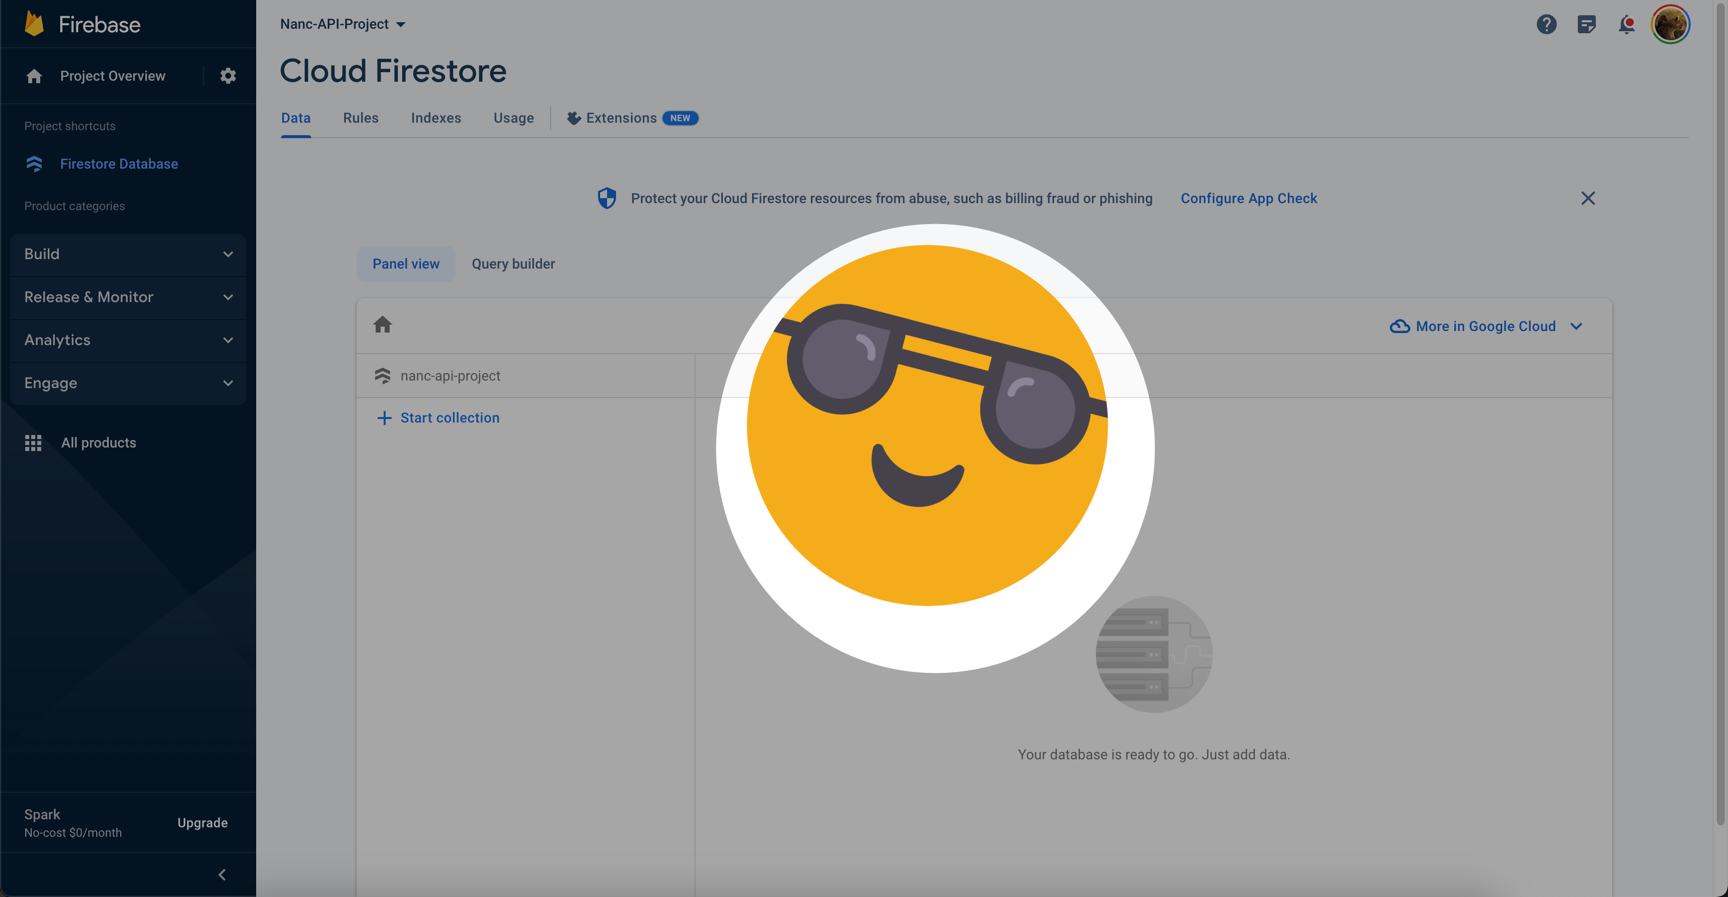 Firebase
Project Overview
Project shortcuts
Firestore Database
Product categories
Build
Release & Monitor
Analytics
Engage
All products
Spark
No-cost $0/month
Upgrade
Nanc-API-Project
Cloud Firestore
Data Rules Indexes Usage Extensions NEW
Protect your Cloud Firestore resources from abuse, such as billing fraud or phishing Configure App Check
Panel view Query builder
More in Google Cloud
nanc-api-project
Start collection
Your database is ready to go. Just add data.